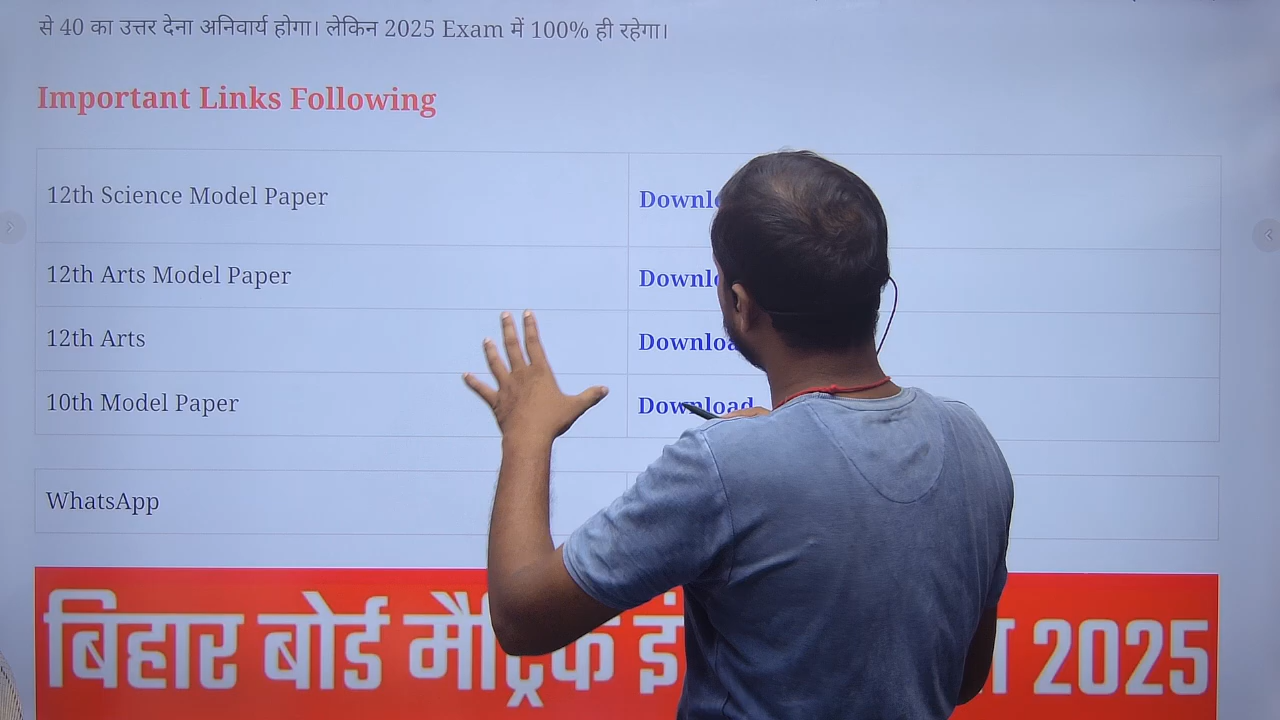 से 40 का उत्तर देना अनिवार्य होगा। लेकिन 2025 Exam में 100% ही रहेगा।
Important Links Following
12th Science Model Paper
12th Arts Model Paper
12th Arts
10th Model Paper Download
WhatsApp
बिहार बोर्ड मैट्रिक 2025